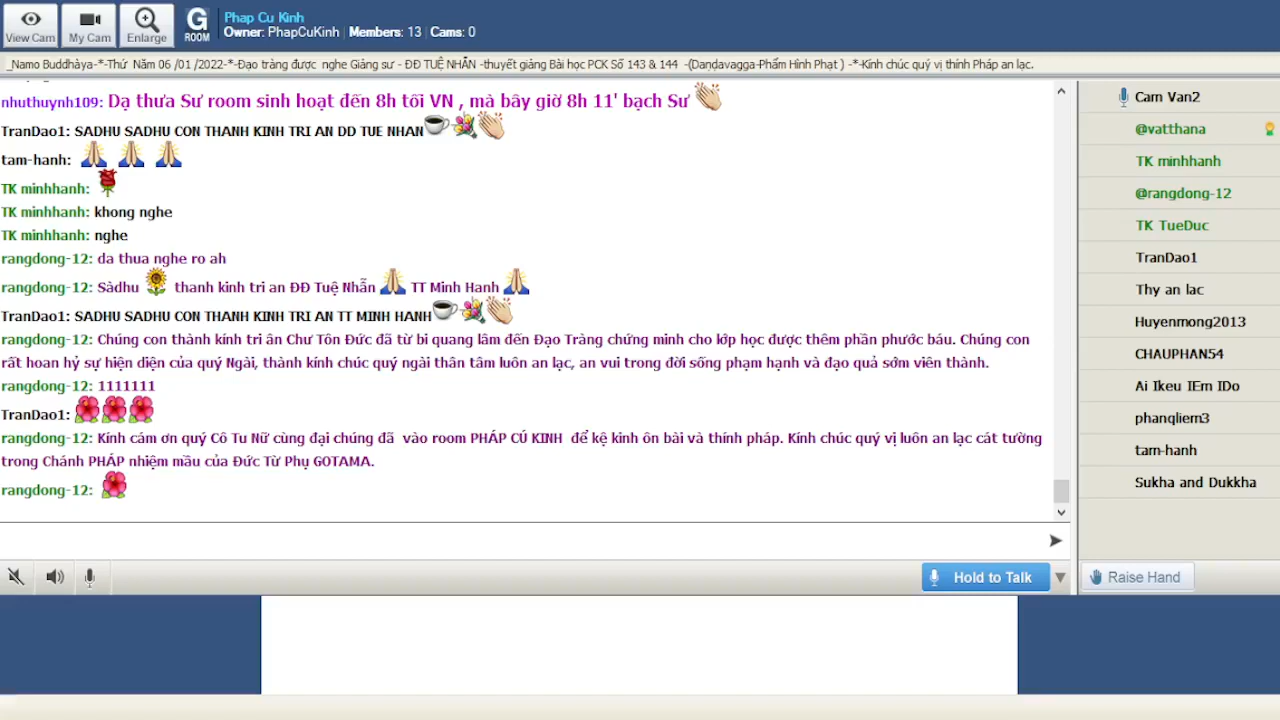 View Cam
My Cam
Enlarge
G
ROOM
Phap Cu Kinh
Owner: PhapCuKinh | Members: 13 | Cams: 0
_Namo Buddhàya-*-Thứ Năm 06 /01 /2022-*-Đạo tràng được nghe Giảng sư - ĐĐ TUỆ NHẪN -thuyết giảng Bài học PCK Số 143 & 144 -(Daṇḍavagga-Phẩm Hình Phạt ) -*-Kính chúc quý vị thính Pháp an lạc.
nhuthuynh109: Dạ thưa Sư room sinh hoạt đến 8h tối VN , mà bây giờ 8h 11' bạch Sư
TranDao1: SADHU SADHU CON THANH KINH TRI AN DD TUE NHAN
tam-hanh:
TK minhhanh:
TK minhhanh: khong nghe
TK minhhanh: nghe
rangdong-12: da thua nghe ro ah
rangdong-12: Sàdhu thanh kinh tri an ĐĐ Tuệ Nhẫn TT Minh Hanh
TranDao1: SADHU SADHU CON THANH KINH TRI AN TT MINH HANH
rangdong-12: Chúng con thành kính tri ân Chư Tôn Đức đã từ bi quang lâm đến Đạo Tràng chứng minh cho lớp học được thêm phần phước báu. Chúng con
rất hoan hỷ sự hiện diện của quý Ngài, thành kính chúc quý ngài thân tâm luôn an lạc, an vui trong đời sống phạm hạnh và đạo quả sớm viên thành.
rangdong-12: 1111111
TranDao1:
rangdong-12: Kính cám ơn quý Cô Tu Nữ cùng đại chúng đã vào room PHÁP CÚ KINH để kệ kinh ôn bài và thính pháp. Kính chúc quý vị luôn an lạc cát tường
trong Chánh PHÁP nhiệm mầu của Đức Từ Phụ GOTAMA.
rangdong-12:
Hold to Talk
Cam Van2
@vatthana
TK minhhanh
@rangdong-12
TK TueDuc
TranDao1
Thy an lac
Huyenmong2013
CHAUPHAN54
Ai Ikeu IEm IDo
phanqliem3
tam-hanh
Sukha and Dukkha
Raise Hand